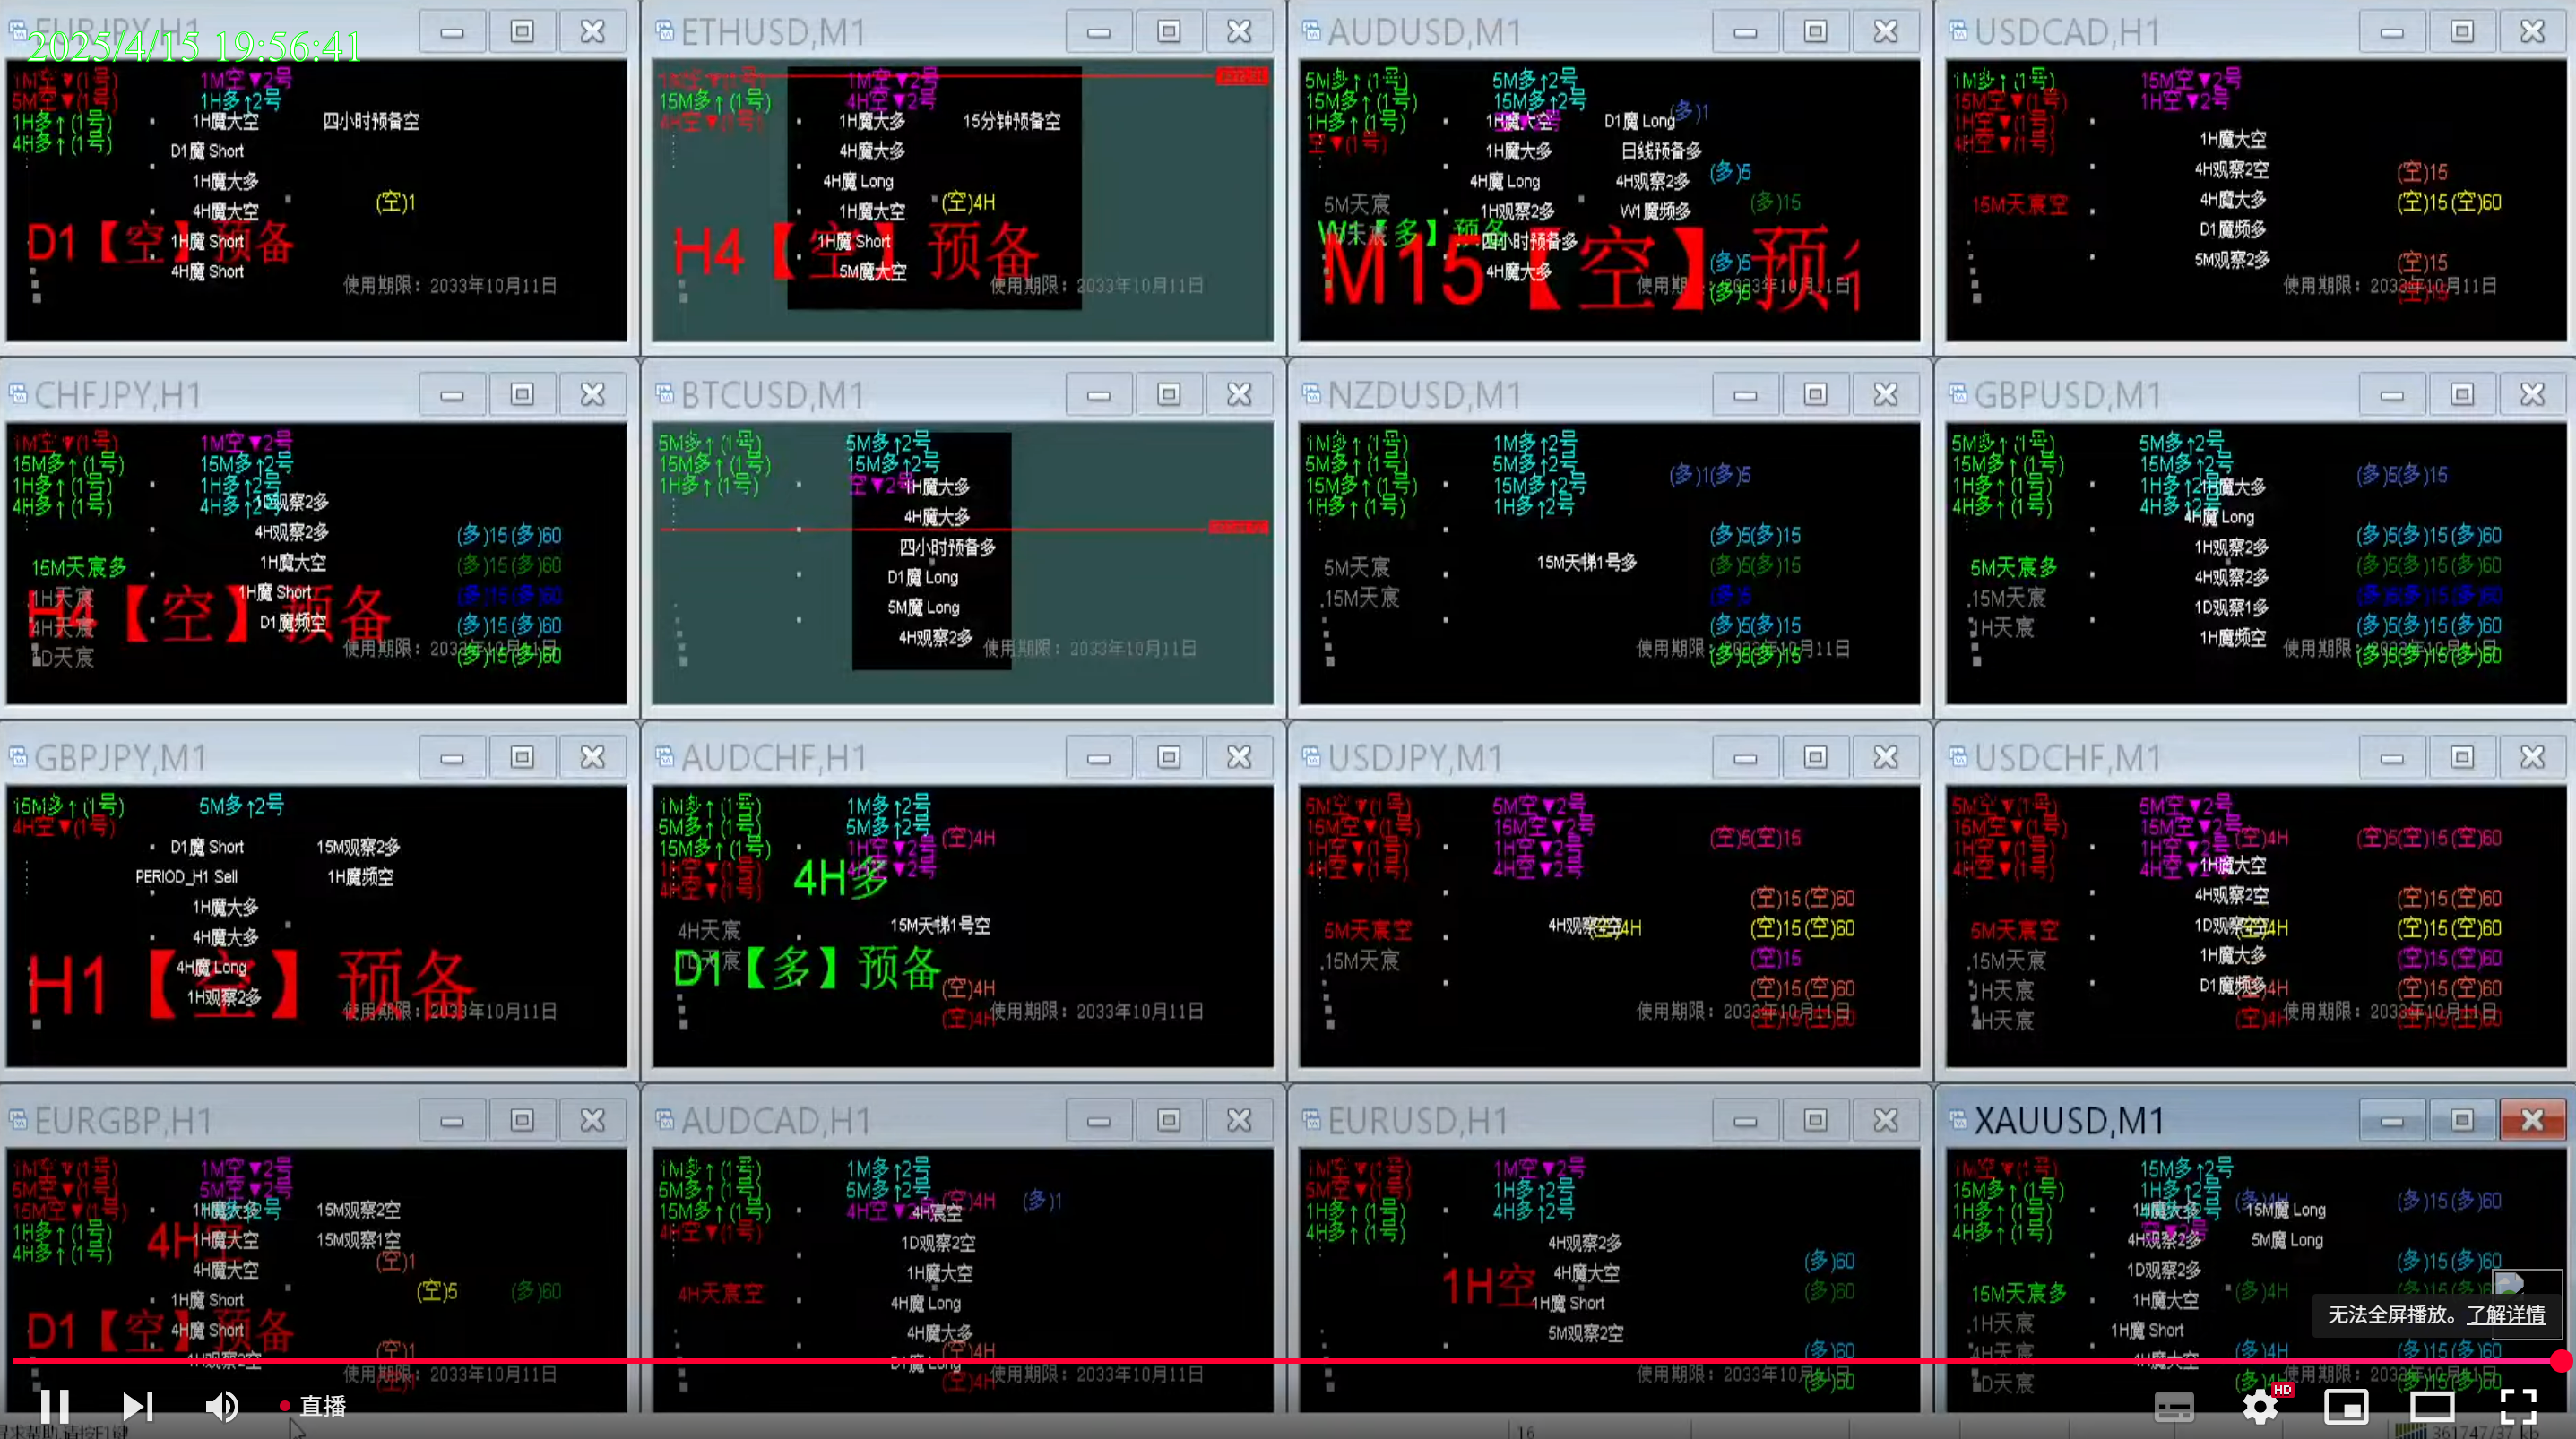 EURJPY,H1
2025/4/15 19:56:41
1M空▼(1号)
5M空▼(1号)
1H多↑(1号)
4H多↑(1号)
1M空▼2号
1H多↑2号
1H魔大空
四小时预备空
D1魔 Short
1H魔大多
4H魔大空
(空)1
D1【空】预备
1H魔 Short
4H魔 Short
使用期限：2033年10月11日
ETHUSD,M1
15M多↑(1号)
4H空▼(1号)
1M空▼2号
4H空▼2号
1H魔大多
15分钟预备空
4H魔大多
4H魔 Long
1H魔大空
(空)4H
H4【空】预备
1H魔 Short
5M魔大空
使用期限：2033年10月11日
AUDUSD,M1
5M多↑(1号)
15M多↑(1号)
1H多↑(1号)
空▼(1号)
5M多↑2号
15M多↑2号
(多)1
1H魔大空
D1魔 Long
1H魔大多
日线预备多
(多)5
4H魔 Long
4H观察2多
5M天宸
1H观察2多
W1魔频多
(多)15
四小时预备多
M15【空】预
4H魔大多
(多)5
(多)5
USDCAD,H1
1M多↑(1号)
15M空▼(1号)
1H空▼(1号)
4H空▼(1号)
15M空▼2号
1H空▼2号
1H魔大空
4H观察2空
(空)15
15M天宸空
4H魔大多
(空)15(空)60
D1魔频多
5M观察2多
(空)15
使用期限：2033年10月11日
CHFJPY,H1
1M空▼(1号)
15M多↑(1号)
1H多↑(1号)
4H多↑(1号)
1M空▼2号
15M多↑2号
1H多↑2号
4H多↑2号
观察2多
4H观察2多
(多)15(多)60
15M天宸多
1H魔大空
(多)15(多)60
1H天宸
1H魔 Short
(多)15(多)60
H4【空】预备
4H天宸
D1魔频空
(多)15(多)60
1D天宸
使用期限：2033年10月11日
(多)15(多)60
BTCUSD,M1
5M多↑(1号)
15M多↑(1号)
1H多↑(1号)
5M多↑2号
15M多↑2号
空▼2号
1H魔大多
4H魔大多
四小时预备多
D1魔 Long
5M魔 Long
4H观察2多
使用期限：2033年10月11日
NZDUSD,M1
1M多↑(1号)
5M多↑(1号)
15M多↑(1号)
1H多↑(1号)
1M多↑2号
5M多↑2号
15M多↑2号
1H多↑2号
(多)1(多)5
(多)5(多)15
5M天宸
15M天梯1号多
(多)5(多)15
15M天宸
(多)5
(多)5(多)15
使用期限：2033年10月11日
(多)5(多)15
GBPUSD,M1
5M多↑(1号)
15M多↑(1号)
1H多↑(1号)
4H多↑(1号)
5M多↑2号
15M多↑2号
1H多↑2号
4H多↑2号
(多)5(多)15
1H魔大多
4H魔 Long
1H观察2多
(多)5(多)15(多)60
5M天宸多
4H观察2多
(多)5(多)15(多)60
15M天宸
1D观察1多
(多)5(多)15(多)60
1H天宸
1H魔频空
(多)5(多)15(多)60
使用期限：2033年10月11日
(多)5(多)15(多)60
GBPJPY,M1
15M多↑(1号)
4H空▼(1号)
5M多↑2号
D1魔 Short
15M观察2多
PERIOD_H1 Sell
1H魔频空
1H魔大多
4H魔大多
H1【空】预备
4H魔 Long
1H观察2多
使用期限：2033年10月11日
AUDCHF,H1
1M多↑(1号)
5M多↑(1号)
15M多↑(1号)
1H空▼(1号)
4H空▼(1号)
1M多↑2号
5M多↑2号
1H空▼2号
4H空▼2号
(空)4H
4H多
4H天宸
15M天梯1号空
D1【多】预备
1D天宸
(空)4H
(空)4H
使用期限：2033年10月11日
USDJPY,M1
5M空▼(1号)
15M空▼(1号)
1H空▼(1号)
4H空▼(1号)
5M空▼2号
15M空▼2号
1H空▼2号
4H空▼2号
(空)5(空)15
(空)15(空)60
5M天宸空
4H观察2空
(空)4H
(空)15(空)60
15M天宸
(空)15
(空)15(空)60
使用期限：2033年10月11日
(空)15(空)60
USDCHF,M1
5M空▼(1号)
15M空▼(1号)
1H空▼(1号)
4H空▼(1号)
5M空▼2号
15M空▼2号
1H空▼2号
4H空▼2号
(空)4H
(空)5(空)15(空)60
1H魔大空
4H观察2空
(空)15(空)60
5M天宸空
1D观察
(空)4H
(空)15(空)60
15M天宸
1H魔大多
(空)15(空)60
1H天宸
D1魔频多
(空)4H
(空)15(空)60
4H天宸
(空)4H
使用期限：2033年10月11日
(空)15(空)60
EURGBP,H1
1M空▼(1号)
5M空▼(1号)
15M空▼(1号)
1H多↑(1号)
4H多↑(1号)
1M空▼2号
5M空▼2号
1H魔大多
15M观察2空
4H空
1H魔大空
15M观察1空
(空)1
4H魔大空
(空)5
(多)60
1H魔 Short
D1【空】预备
4H魔 Short
(空)1
使用期限：2033年10月11日
AUDCAD,H1
1M多↑(1号)
5M多↑(1号)
15M多↑(1号)
4H空▼(1号)
1M多↑2号
5M多↑2号
4H空▼2号
(空)4H
(多)1
4H宸空
1D观察2空
1H魔大空
4H天宸空
4H魔 Long
4H魔大多
(空)4H
D1魔 Long
(空)4H
使用期限：2033年10月11日
EURUSD,H1
1M空▼(1号)
5M空▼(1号)
1H多↑(1号)
4H多↑(1号)
1M空▼2号
1H多↑2号
4H多↑2号
4H观察2多
(多)60
1H空
4H魔大空
(多)60
1H魔 Short
5M观察2空
(多)60
使用期限：2033年10月11日
(多)60
XAUUSD,M1
1M空▼(1号)
15M多↑(1号)
1H多↑(1号)
4H多↑(1号)
15M多↑2号
1H多↑2号
(多)4H
(多)15(多)60
1H魔大多
15M魔 Long
4H观察2多
5M魔 Long
1D观察2多
(多)15(多)60
15M天宸多
1H魔大空
(多)4H
1H天宸
1H魔 Short
无法全屏播放。了解详情
4H天宸
4H魔大空
(多)4H
(多)15(多)60
1D天宸
使用期限：2033年10月11日
(多)15(多)60
直播
HD
16